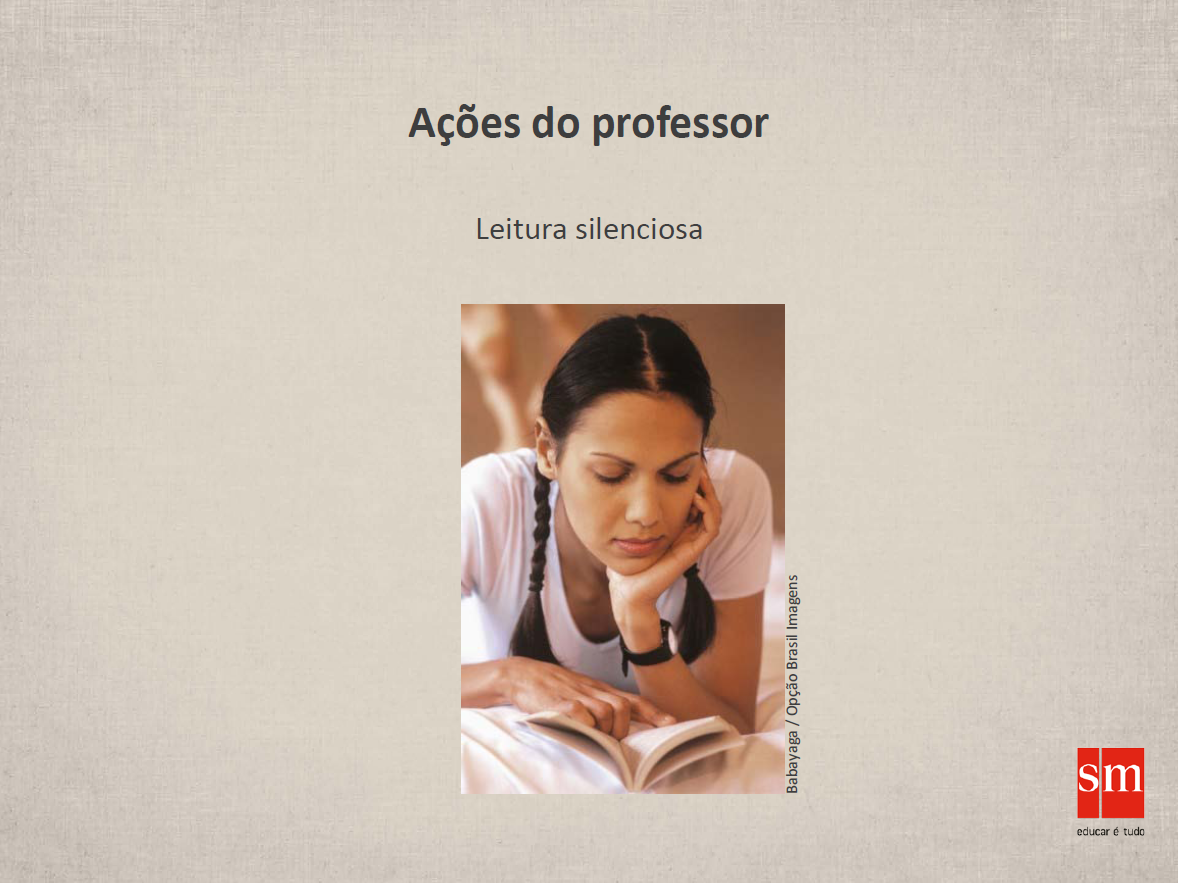 Ações do professor
Leitura silenciosa
Babayaga / Opção Brasil Imagens
sm
educar é tudo